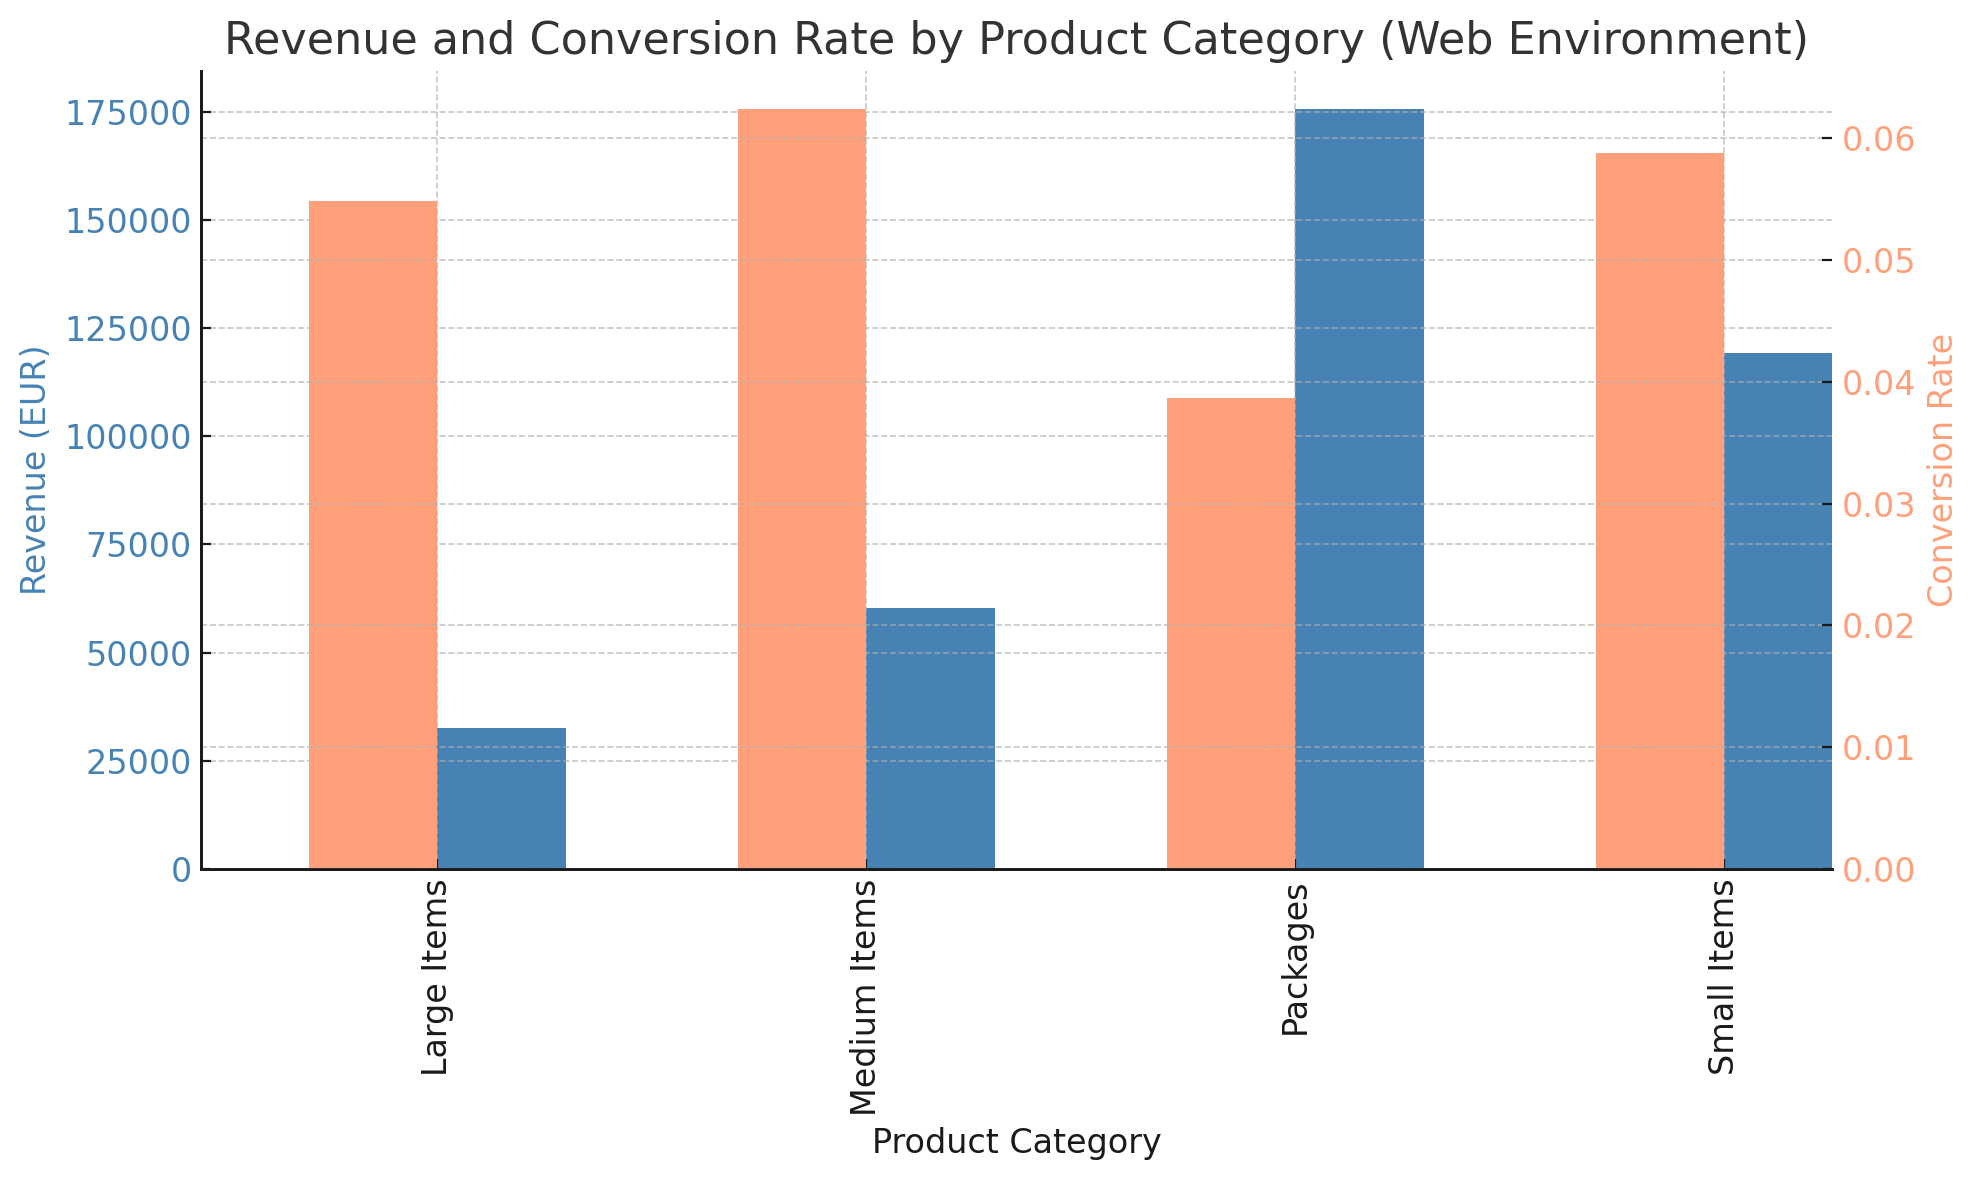 Revenue and Conversion Rate by Product Category (Web Environment)
Revenue (EUR)
175000
150000
125000
100000
75000
50000
25000
0
0.06
0.05
0.04
0.03
0.02
0.01
0.00
Conversion Rate
Large Items
Medium Items
Packages
Small Items
Product Category